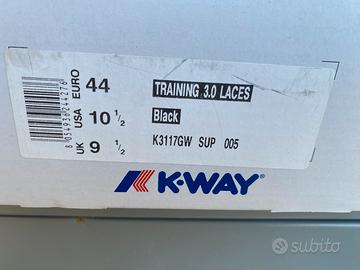 8054936244276
EURO 44
USA 10 1/2
UK 9 1/2
TRAINING 3.0 LACES
Black
K3117GW SUP 005
K-WAY
subito